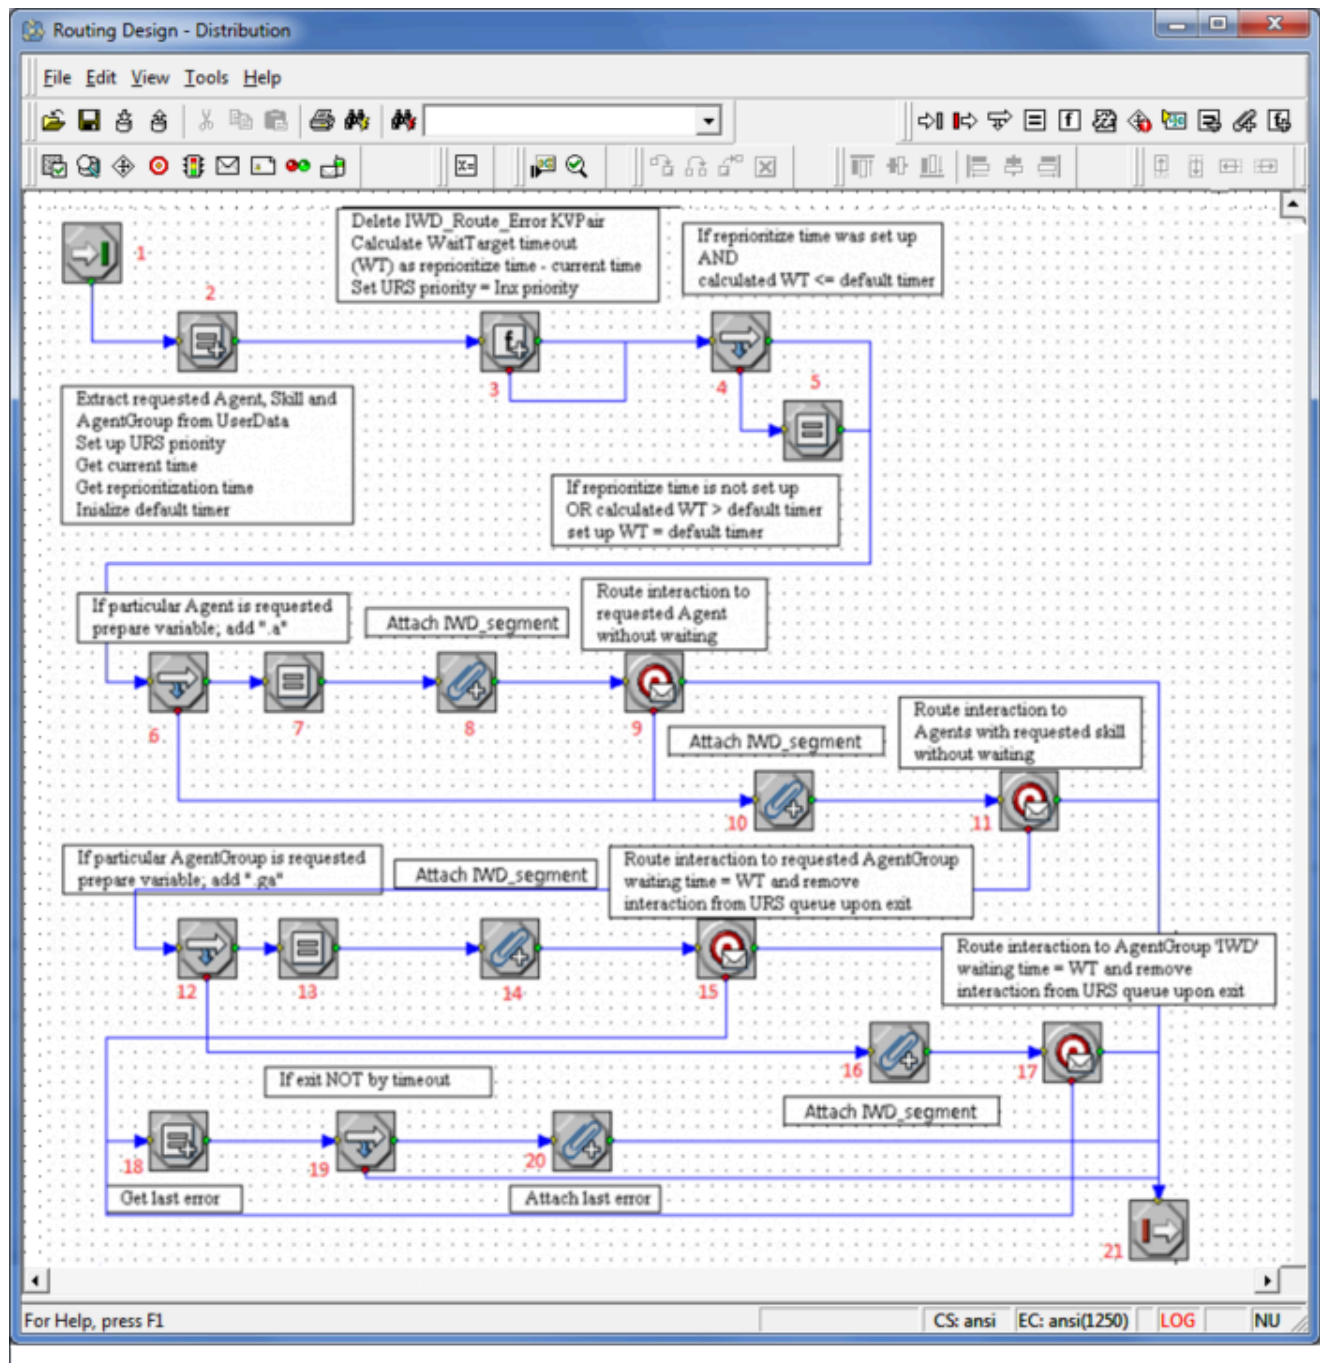 Routing Design - Distribution
File Edit View Tools Help
Delete IWD_Route_Error KVPair
Calculate WaitTarget timeout
(WT) as reprioritize time - current time
Set URS priority = Inx priority
If reprioritize time was set up
AND
calculated WT <= default timer
1
2
3
4
5
Extract requested Agent, Skill and
AgentGroup from UserData
Set up URS priority
Get current time
Get reprioritization time
Inialize default timer
If reprioritize time is not set up
OR calculated WT > default timer
set up WT = default timer
If particular Agent is requested
prepare variable; add ".a"
Attach IWD_segment
Route interaction to
requested Agent
without waiting
6
7
8
9
Attach IWD_segment
Route interaction to
Agents with requested skill
without waiting
10
11
If particular AgentGroup is requested
prepare variable; add ".ga"
Attach IWD_segment
Route interaction to requested AgentGroup
waiting time = WT and remove
interaction from URS queue upon exit
12
13
14
15
Route interaction to AgentGroup 'IWD'
waiting time = WT and remove
interaction from URS queue upon exit
16
17
If exit NOT by timeout
Attach IWD_segment
18
19
20
Get last error
Attach last error
21
For Help, press F1
CS: ansi
EC: ansi(1250)
LOG
NU